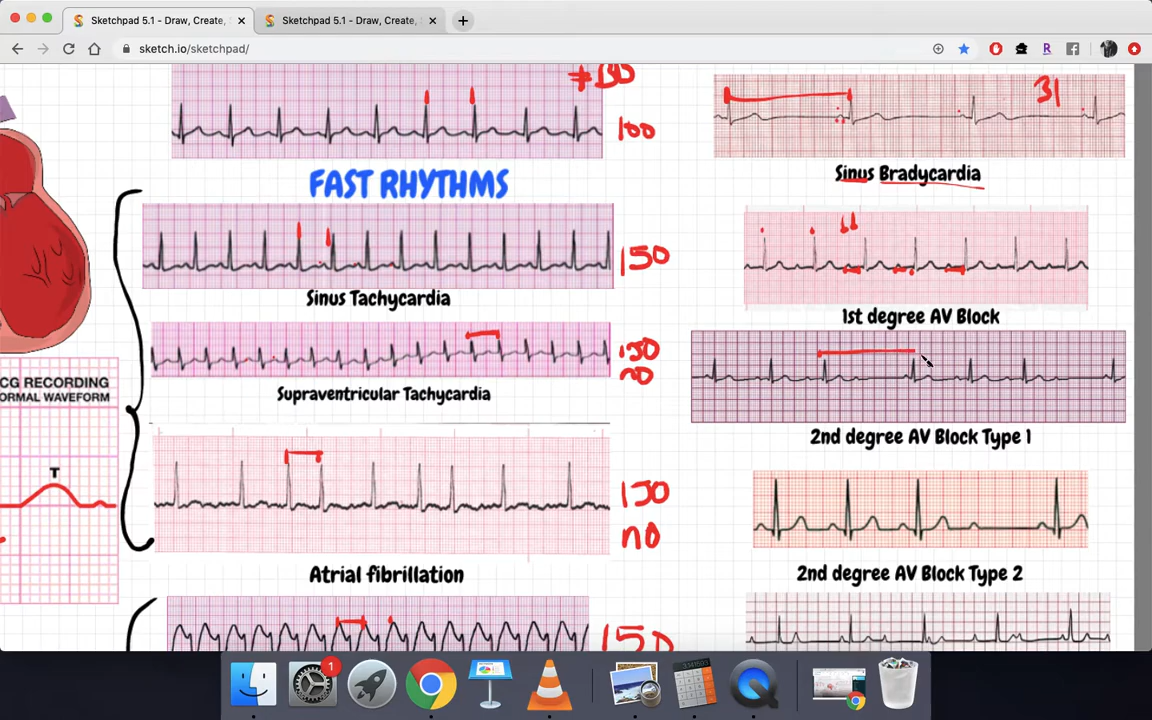 Sketchpad 5.1 - Draw, Create,
Sketchpad 5.1 - Draw, Create,
sketch.io/sketchpad/
100
FAST RHYTHMS
150
Sinus Tachycardia
150
no
Supraventricular Tachycardia
150
no
Atrial fibrillation
150
31
Sinus Bradycardia
1st degree AV Block
2nd degree AV Block Type 1
2nd degree AV Block Type 2
CG RECORDING
ORMAL WAVEFORM
T
1